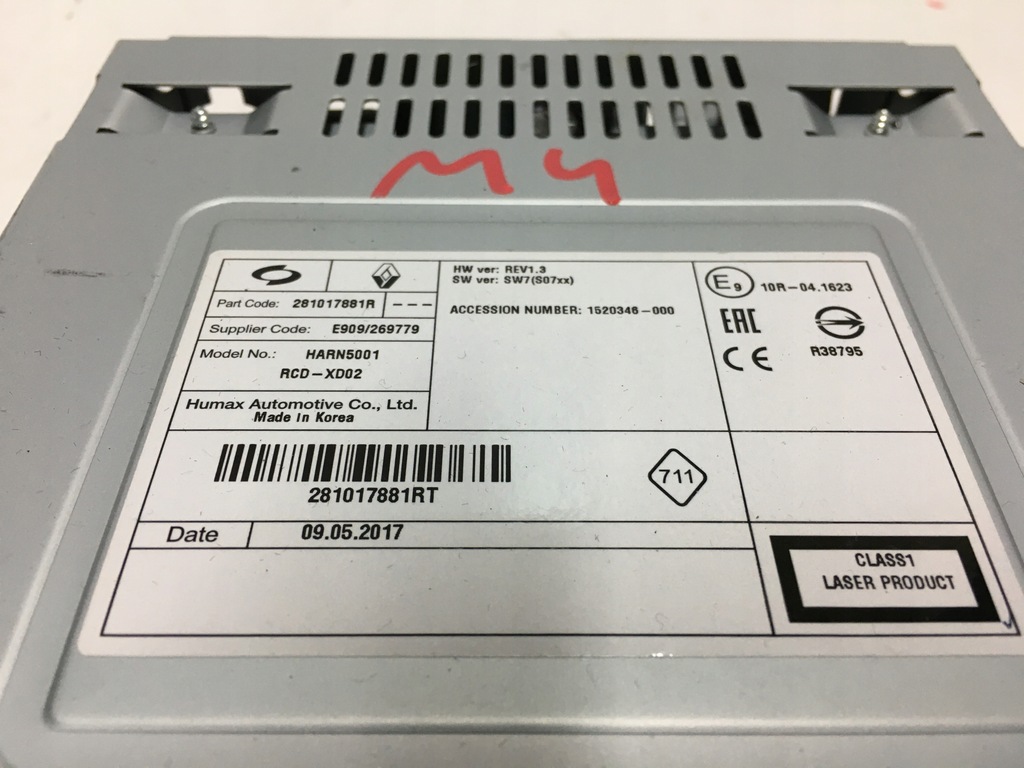 M4
Part Code: 281017881R ---
Supplier Code: E909/269779
Model No.: HARN5001
RCD-XD02
Humax Automotive Co., Ltd.
Made in Korea
HW ver: REV1.3
SW ver: SW7(S07xx)
ACCESSION NUMBER: 1520346-000
E9 10R-04.1623
EAC
CE
R38795
281017881RT
711
Date 09.05.2017
CLASS1
LASER PRODUCT